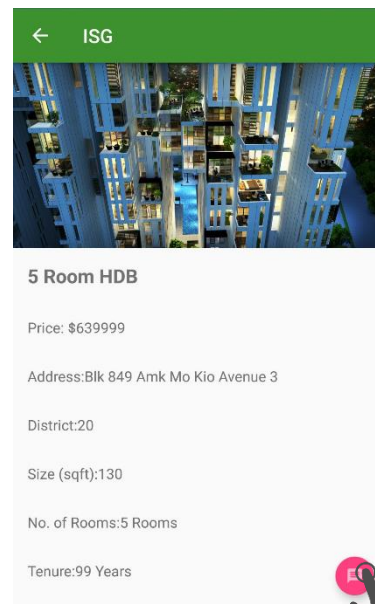 ISG
5 Room HDB
Price: $639999
Address:Blk 849 Amk Mo Kio Avenue 3
District:20
Size (sqft):130
No. of Rooms:5 Rooms
Tenure:99 Years